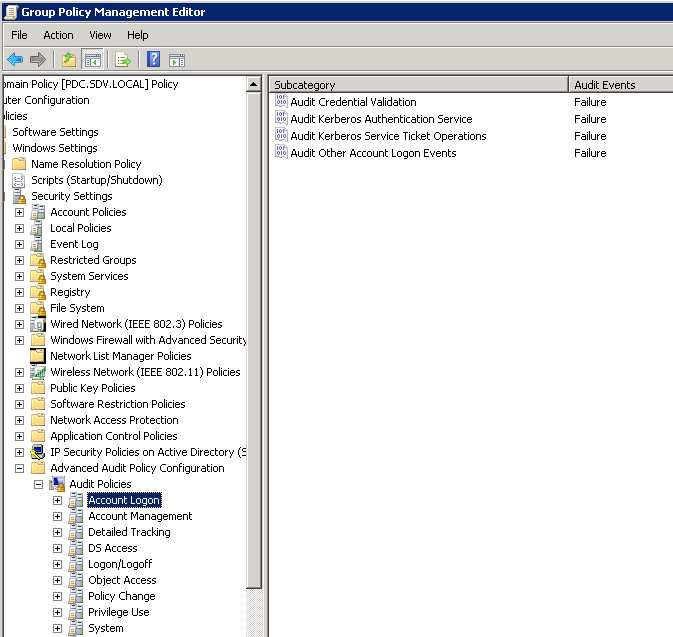 Group Policy Management Editor
File Action View Help
omain Policy [PDC.SDV.LOCAL] Policy
uter Configuration
olicies
Software Settings
Windows Settings
Name Resolution Policy
Scripts (Startup/Shutdown)
Security Settings
Account Policies
Local Policies
Event Log
Restricted Groups
System Services
Registry
File System
Wired Network (IEEE 802.3) Policies
Windows Firewall with Advanced Security
Network List Manager Policies
Wireless Network (IEEE 802.11) Policies
Public Key Policies
Software Restriction Policies
Network Access Protection
Application Control Policies
IP Security Policies on Active Directory (S
Advanced Audit Policy Configuration
Audit Policies
Account Logon
Account Management
Detailed Tracking
DS Access
Logon/Logoff
Object Access
Policy Change
Privilege Use
System
Subcategory Audit Events
Audit Credential Validation Failure
Audit Kerberos Authentication Service Failure
Audit Kerberos Service Ticket Operations Failure
Audit Other Account Logon Events Failure